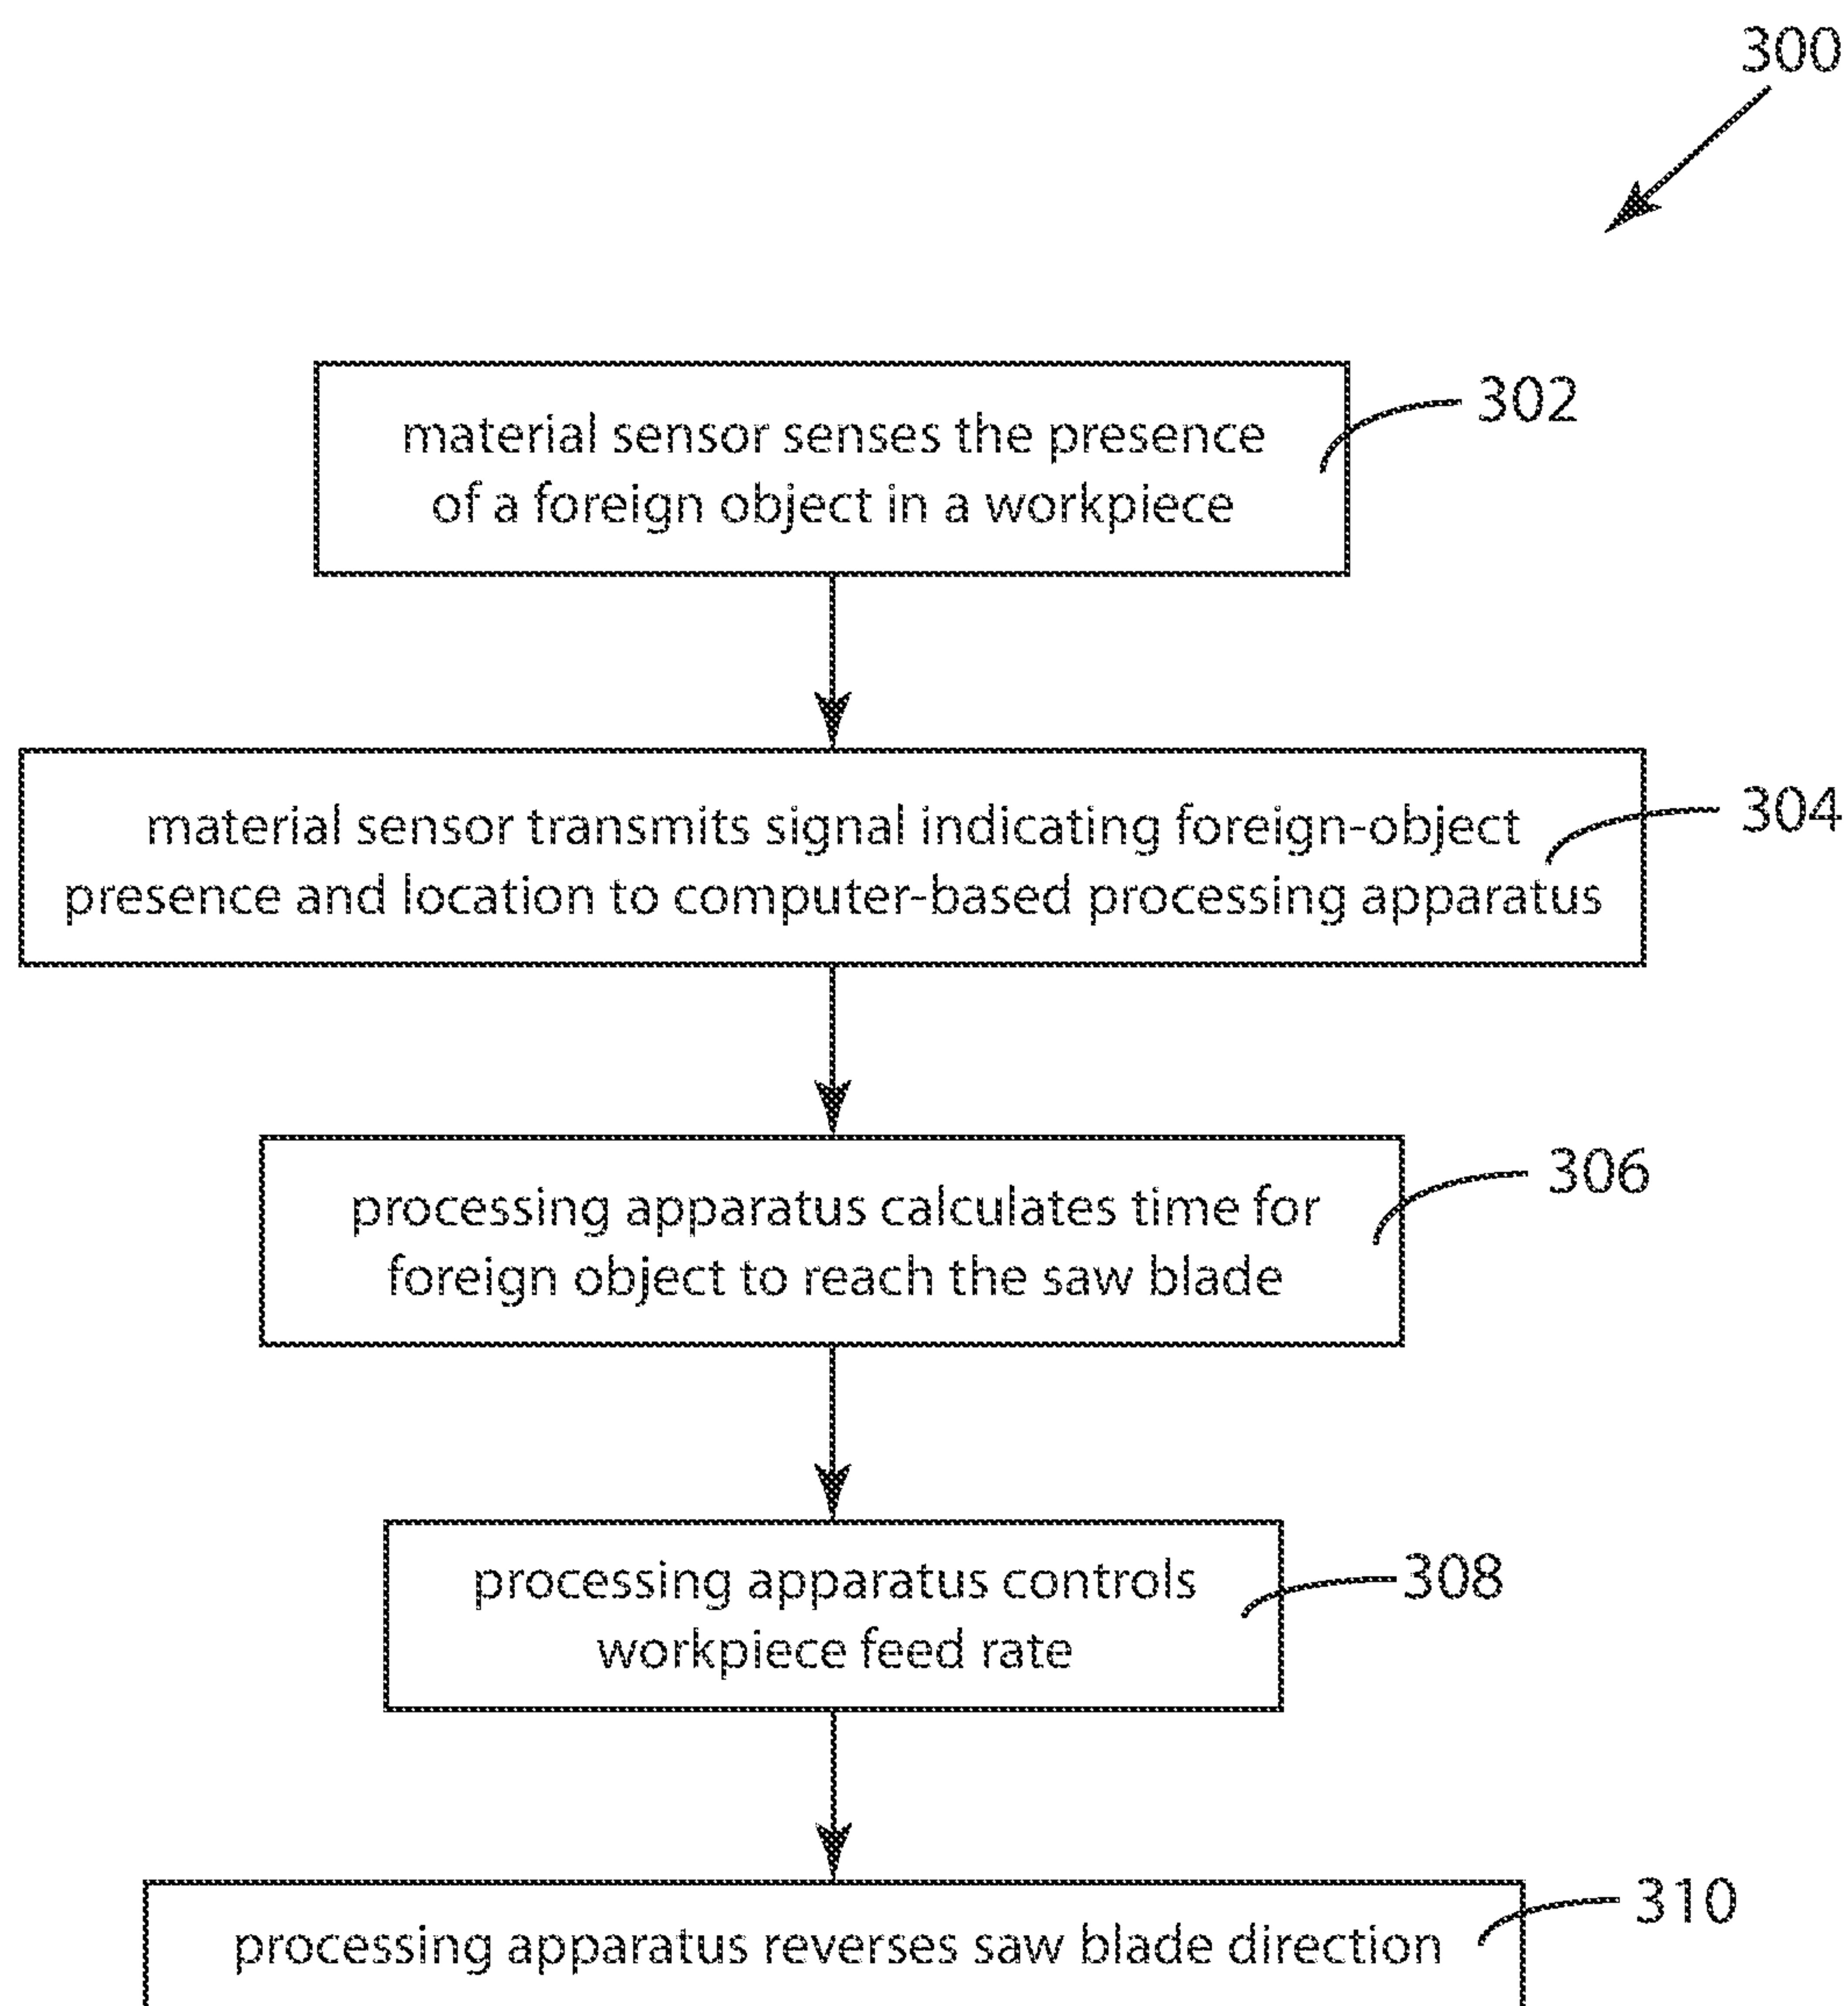 300
material sensor senses the presence
of a foreign object in a workpiece
302
material sensor transmits signal indicating foreign-object
presence and location to computer-based processing apparatus
304
processing apparatus calculates time for
foreign object to reach the saw blade
306
processing apparatus controls
workpiece feed rate
308
processing apparatus reverses saw blade direction
310